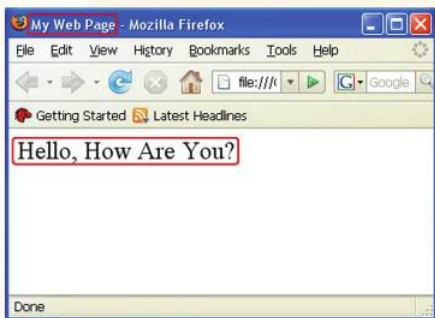 My Web Page - Mozilla Firefox
File Edit View History Bookmarks Tools Help
file:///( G Google
Getting Started Latest Headlines
Hello, How Are You?
Done